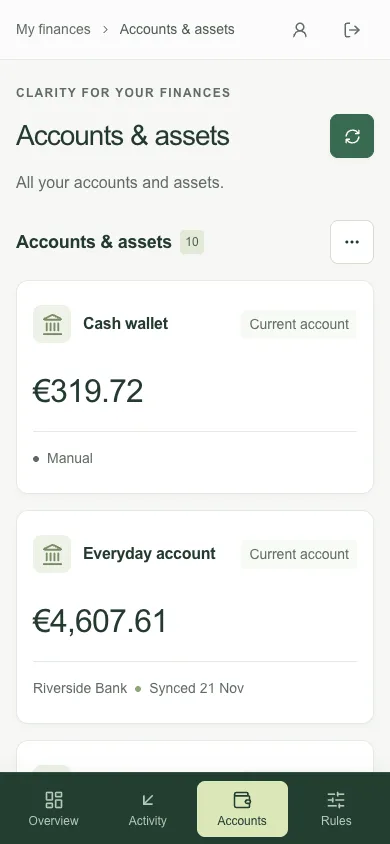 My finances > Accounts & assets
CLARITY FOR YOUR FINANCES
Accounts & assets
All your accounts and assets.
Accounts & assets 10
Cash wallet Current account
€319.72
• Manual
Everyday account Current account
€4,607.61
Riverside Bank • Synced 21 Nov
Overview Activity Accounts Rules